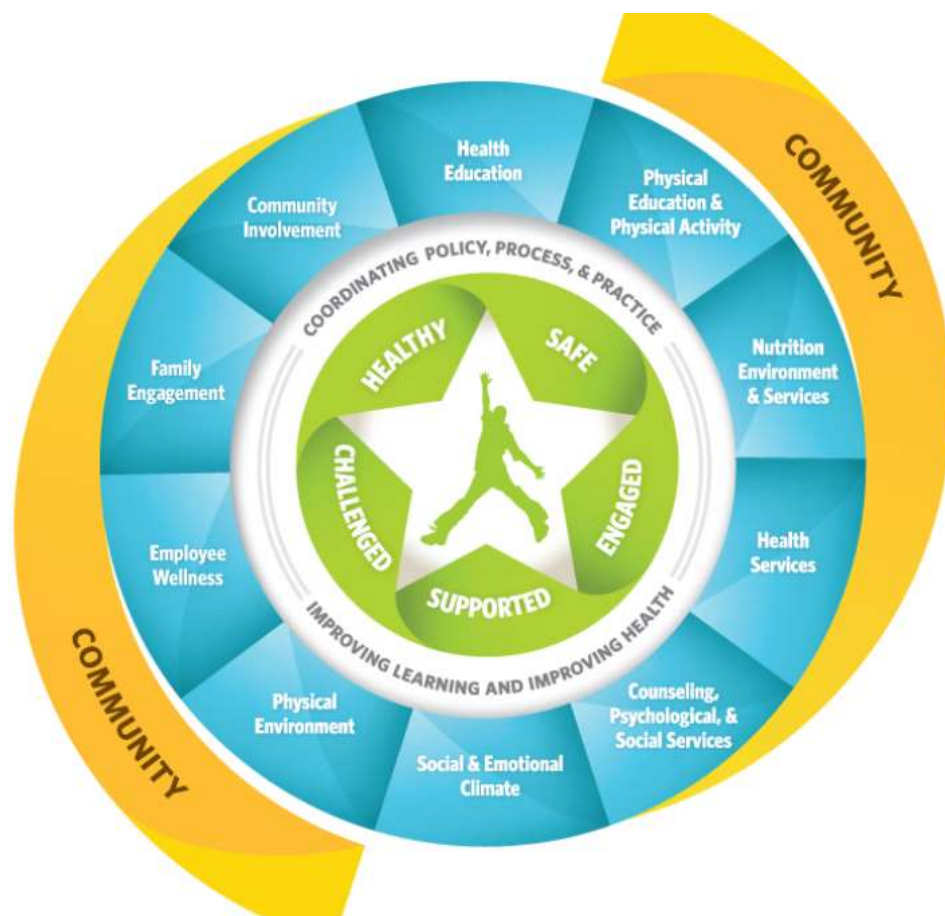 COMMUNITY
Health
Education
Physical
Education &
Physical Activity
Nutrition
Environment
& Services
Health
Services
Counseling,
Psychological, &
Social Services
Social & Emotional
Climate
Physical
Environment
Employee
Wellness
Family
Engagement
Community
Involvement
COORDINATING POLICY, PROCESS, & PRACTICE
IMPROVING LEARNING AND IMPROVING HEALTH
HEALTHY
SAFE
ENGAGED
SUPPORTED
CHALLENGED
COMMUNITY